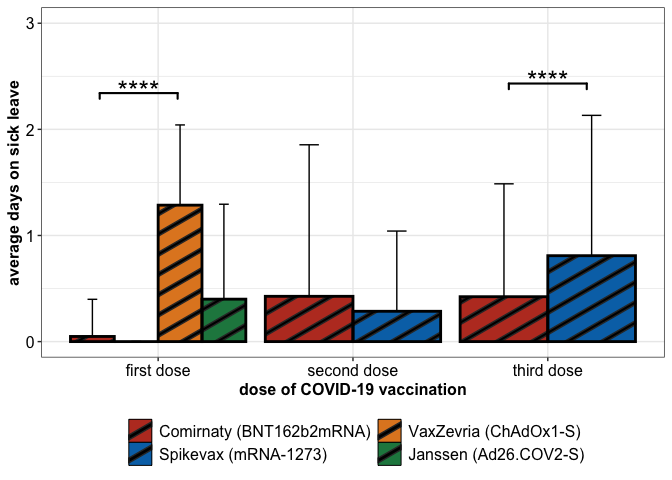 3
2
1
0
average days on sick leave
****
****
first dose
second dose
third dose
dose of COVID-19 vaccination
Comirnaty (BNT162b2mRNA)
VaxZevria (ChAdOx1-S)
Spikevax (mRNA-1273)
Janssen (Ad26.COV2-S)